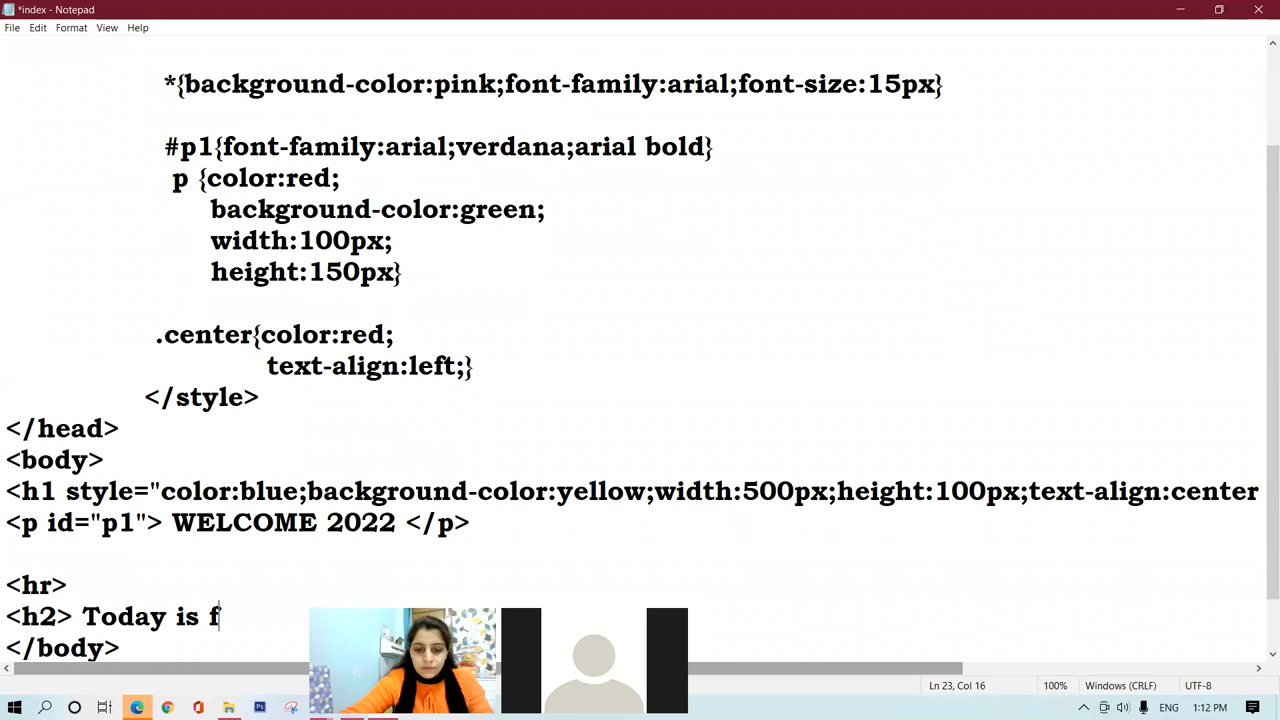 *index - Notepad
File Edit Format View Help
*{background-color:pink;font-family:arial;font-size:15px}
#p1{font-family:arial;verdana;arial bold}
p {color:red;
background-color:green;
width:100px;
height:150px}
.center{color:red;
text-align:left;}
</style>
</head>
<body>
<h1 style="color:blue;background-color:yellow;width:500px;height:100px;text-align:center
<p id="p1"> WELCOME 2022 </p>
<hr>
<h2> Today is f
</body>
Ln 23, Col 16 100% Windows (CRLF) UTF-8
ENG 1:12 PM